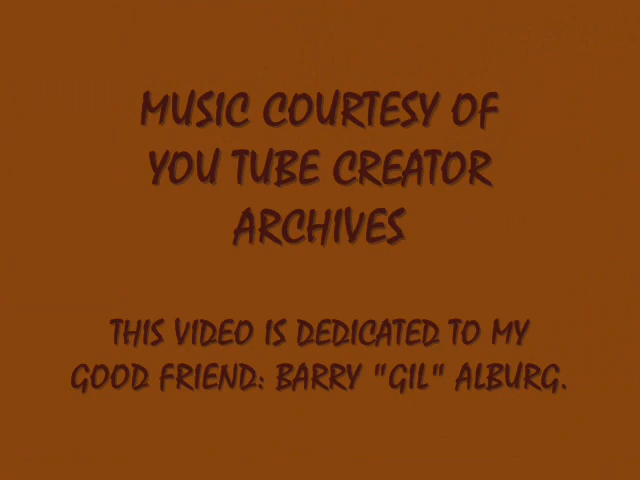 MUSIC COURTESY OF
YOU TUBE CREATOR
ARCHIVES
THIS VIDEO IS DEDICATED TO MY
GOOD FRIEND: BARRY "GIL" ALBURG.